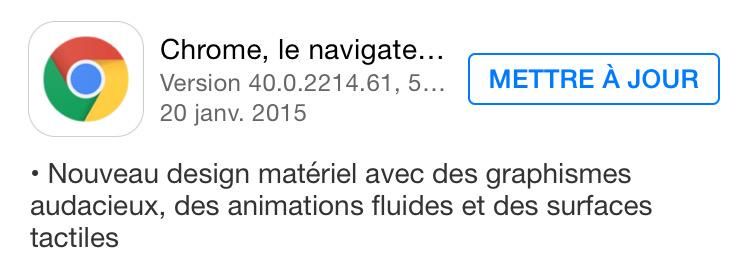 Chrome, le navigate...
Version 40.0.2214.61, 5...
20 janv. 2015
METTRE À JOUR
• Nouveau design matériel avec des graphismes
audacieux, des animations fluides et des surfaces
tactiles